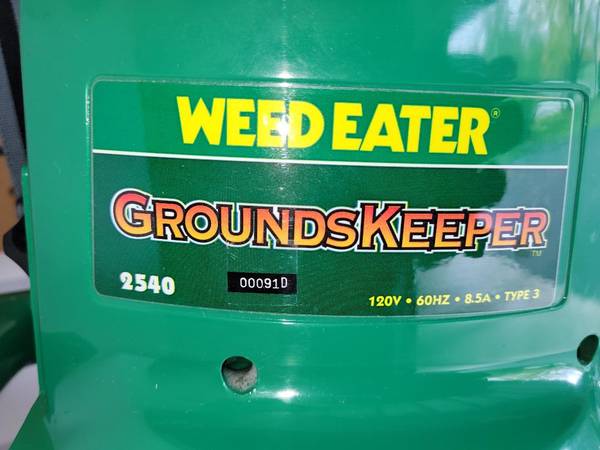 WEED EATER®
GROUNDSKEEPER™
2540 00091D 120V • 60HZ • 8.5A • TYPE 3